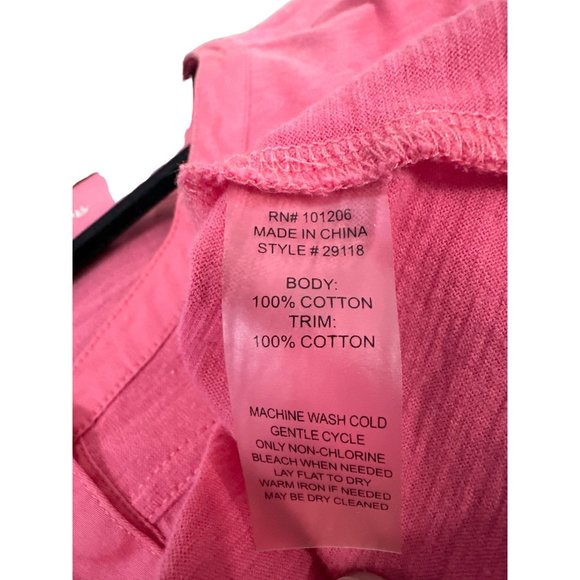 RN# 101206
MADE IN CHINA
STYLE # 29118
BODY:
100% COTTON
TRIM:
100% COTTON
MACHINE WASH COLD
GENTLE CYCLE
ONLY NON-CHLORINE
BLEACH WHEN NEEDED
LAY FLAT TO DRY
WARM IRON IF NEEDED
MAY BE DRY CLEANED